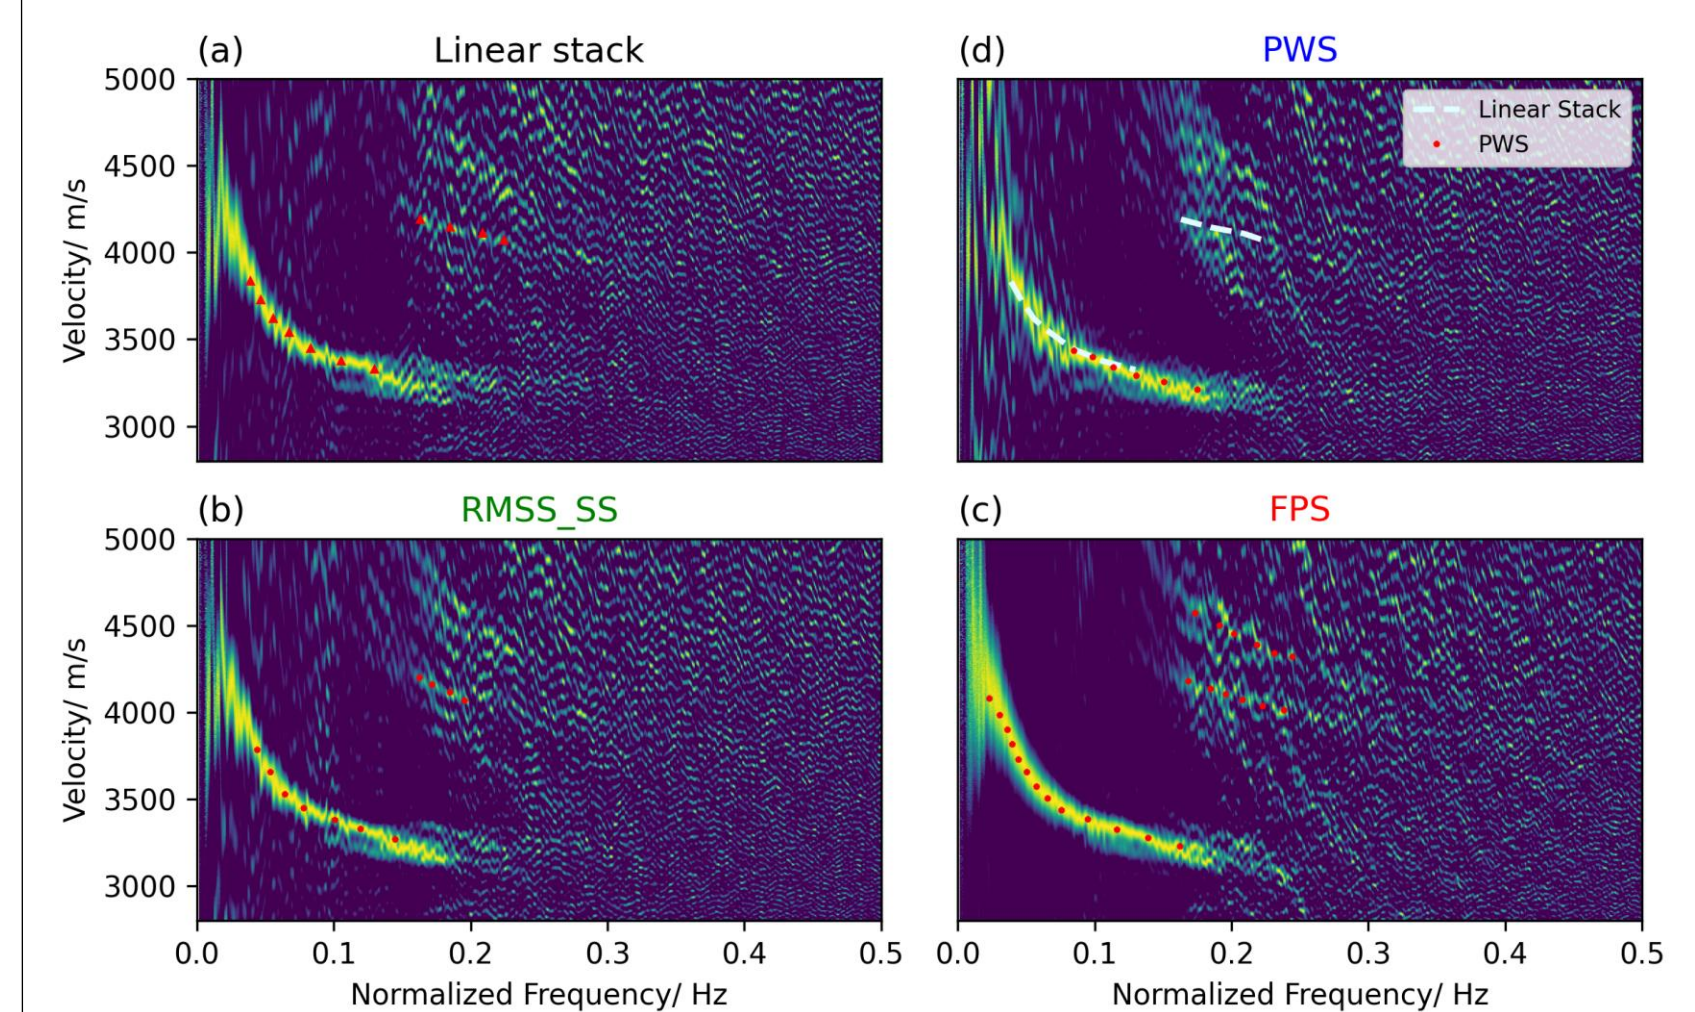 (a) Linear stack
5000
4500
4000
3500
3000
Velocity/ m/s
(d) PWS
Linear Stack
PWS
(b) RMSS_SS
5000
4500
4000
3500
3000
Velocity/ m/s
0.0 0.1 0.2 0.3 0.4 0.5
Normalized Frequency/ Hz
(c) FPS
0.0 0.1 0.2 0.3 0.4 0.5
Normalized Frequency/ Hz